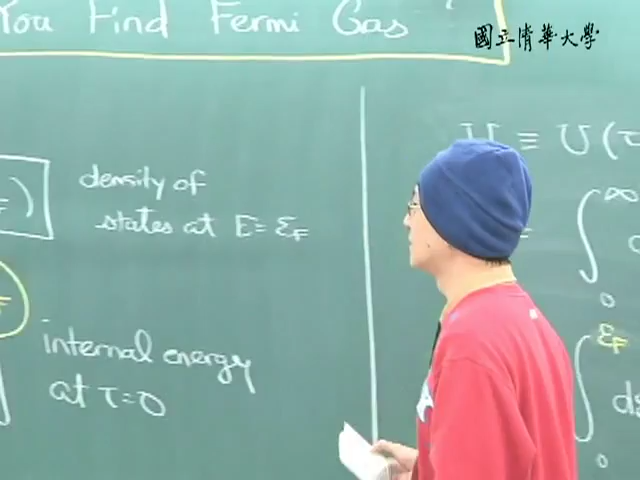 You Find Fermi Gas
國立清華大學
density of
states at E=εF
internal energy
at τ=0
U ≡ U(τ
∞
0
εF
0